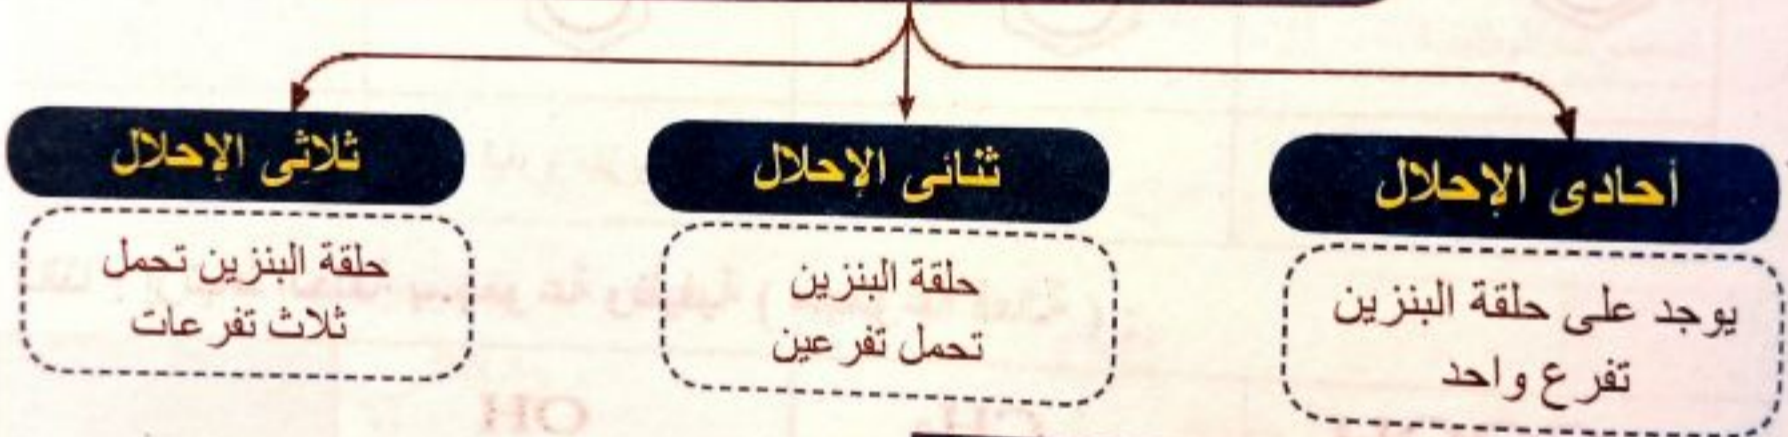 أحادى الإحلال
يوجد على حلقة البنزين
تفرع واحد
ثنائى الإحلال
حلقة البنزين
تحمل تفرعين
ثلاثى الإحلال
حلقة البنزين تحمل
ثلاث تفرعات